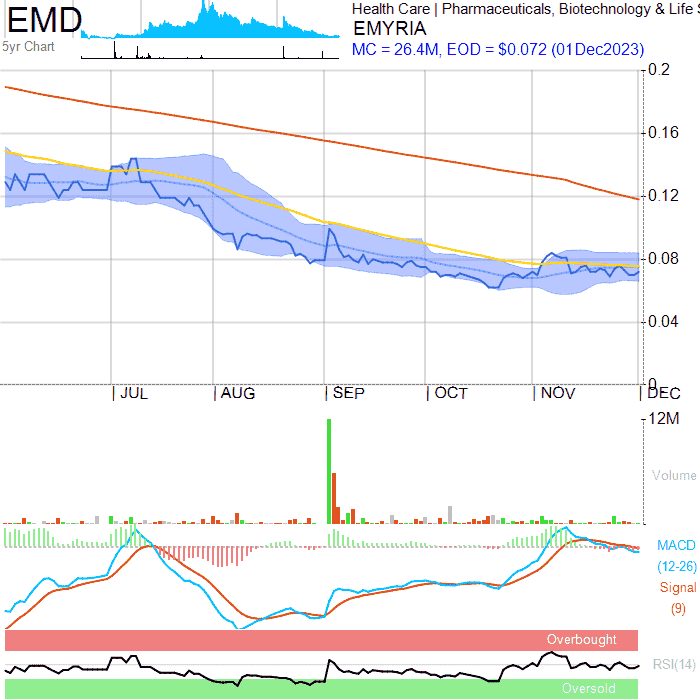 EMD
5yr Chart
Health Care | Pharmaceuticals, Biotechnology & Life
EMYRIA
MC = 26.4M, EOD = $0.072 (01Dec2023)
0.2
0.16
0.12
0.08
0.04
0
JUL AUG SEP OCT NOV DEC
12M
Volume
MACD
(12-26)
Signal
(9)
Overbought
RSI(14)
Oversold